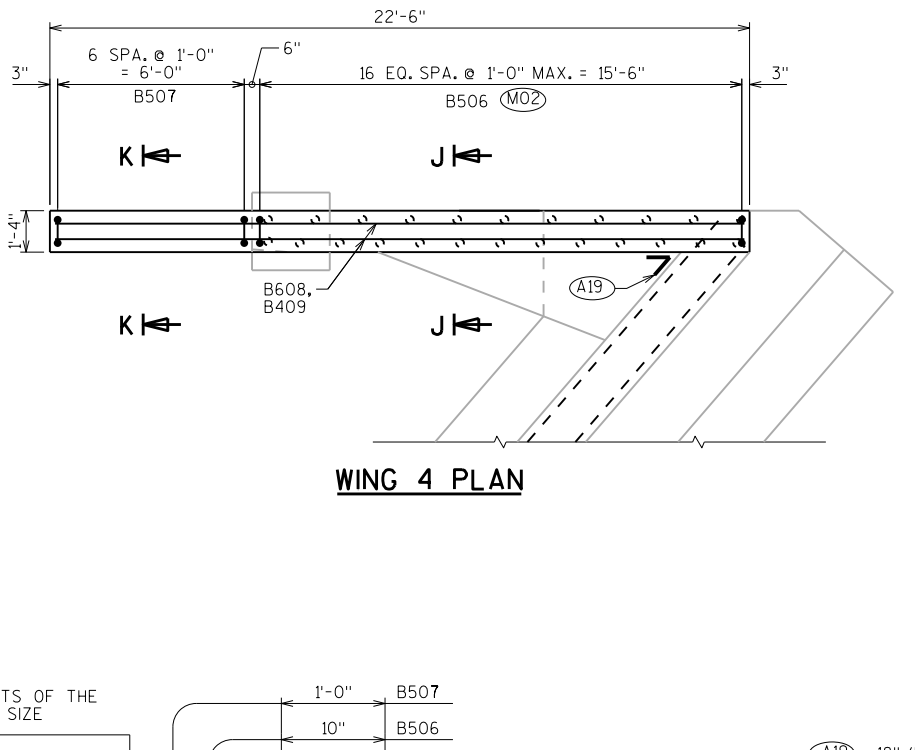 22'-6"
6 SPA. @ 1'-0"
= 6'-0"
B507
3"
6"
16 EQ. SPA. @ 1'-0" MAX. = 15'-6"
B506 M02
3"
K
J
1'-4"
B608,
B409
A19
K
J
WING 4 PLAN
TS OF THE
SIZE
1'-0" B507
10" B506